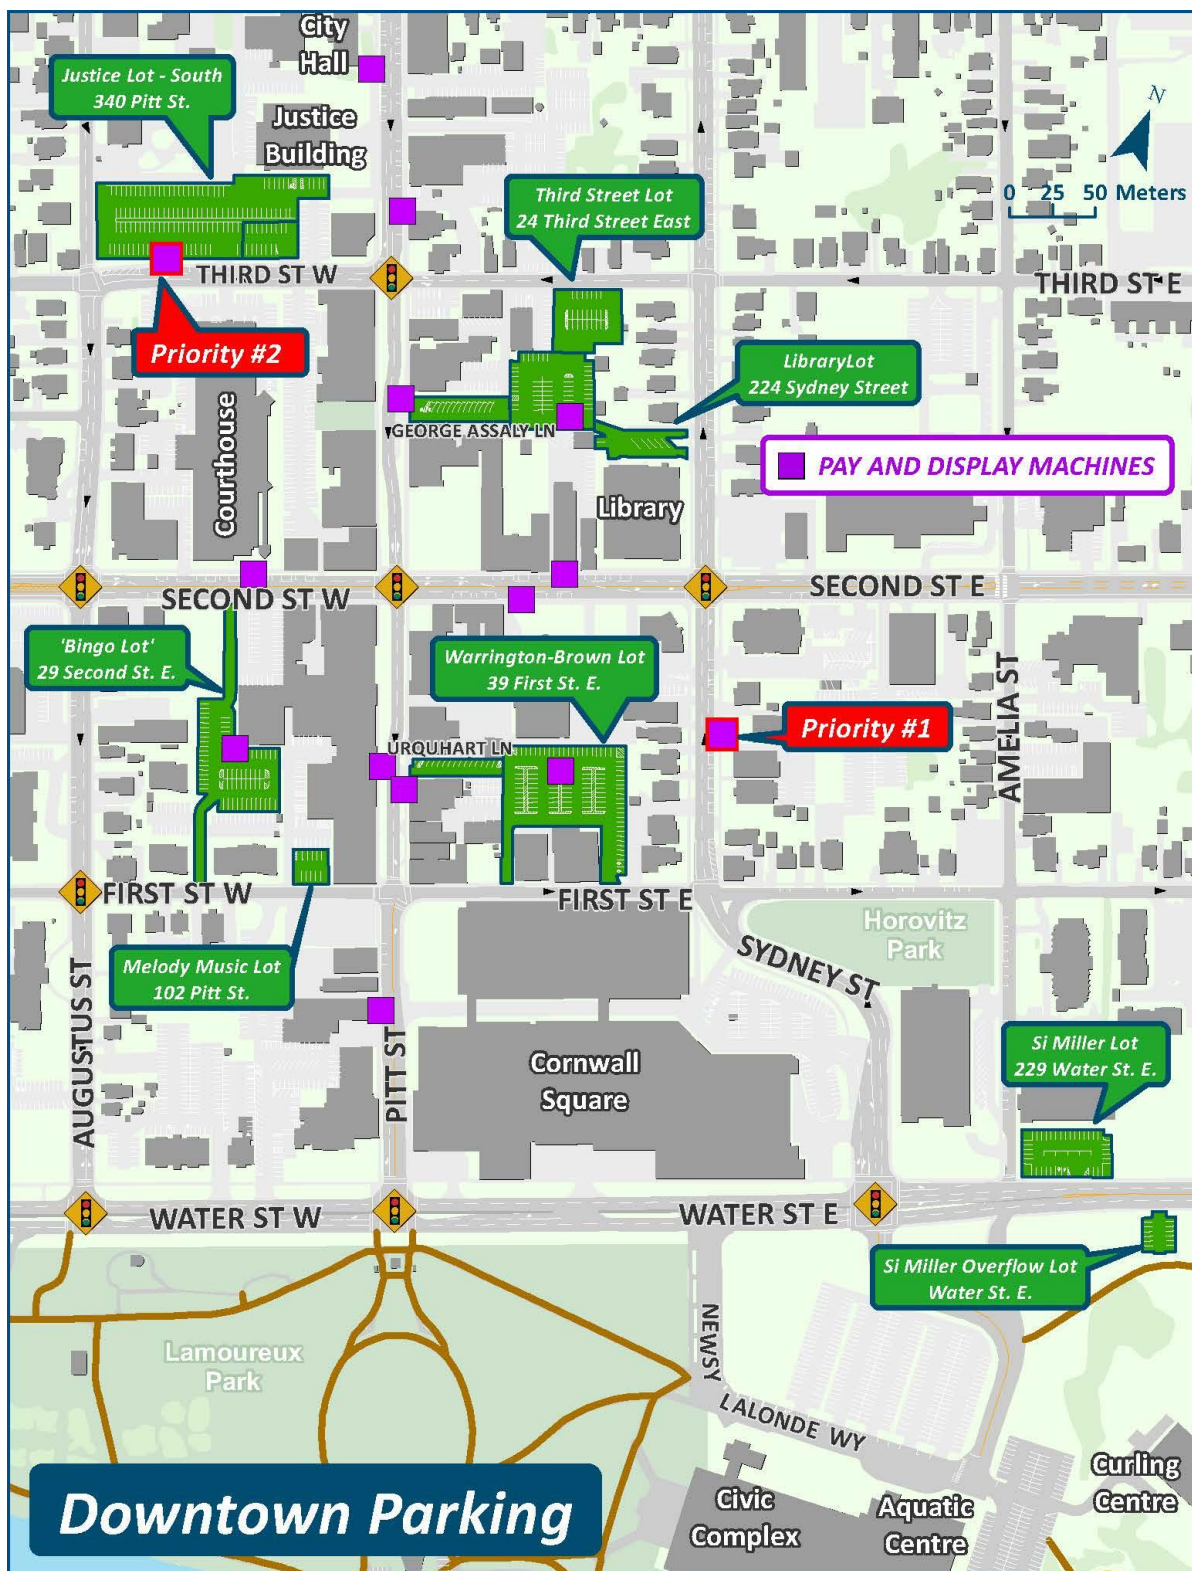 City
Hall
Justice Lot - South
340 Pitt St.
N
Justice
Building
0 25 50 Meters
Third Street Lot
24 Third Street East
THIRD ST W
THIRD ST E
Priority #2
LibraryLot
224 Sydney Street
GEORGE ASSALY LN
Courthouse
PAY AND DISPLAY MACHINES
Library
SECOND ST W
SECOND ST E
'Bingo Lot'
29 Second St. E.
Warrington-Brown Lot
39 First St. E.
AMELIA ST
Priority #1
URQUHART LN
FIRST ST W
FIRST ST E
Horovitz
Park
SYDNEY ST
Melody Music Lot
102 Pitt St.
AUGUSTUS ST
PITT ST
Si Miller Lot
229 Water St. E.
Cornwall
Square
WATER ST W
WATER ST E
Si Miller Overflow Lot
Water St. E.
NEWSY
LALONDE WY
Lamoureux
Park
Curling
Centre
Civic
Complex
Aquatic
Centre
Downtown Parking